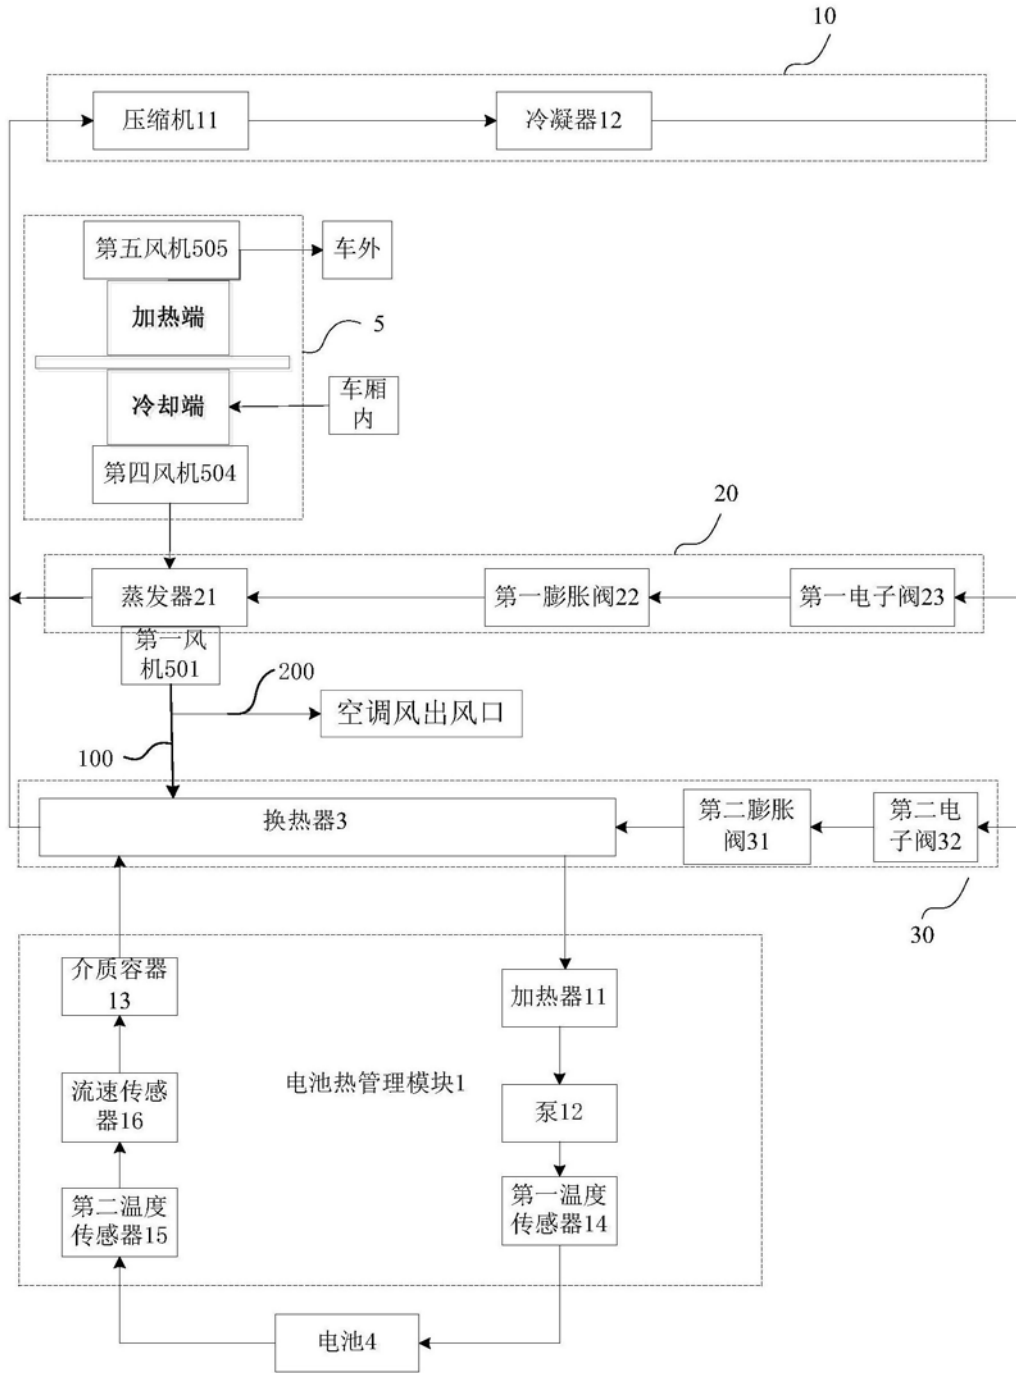 10
压缩机11
冷凝器12
第五风机505
车外
加热端
5
冷却端
车厢
内
第四风机504
20
蒸发器21
第一膨胀阀22
第一电子阀23
第一风
机501
200
空调风出风口
100
换热器3
第二膨胀
阀31
第二电
子阀32
30
介质容器
13
加热器11
流速传感
器16
电池热管理模块1
泵12
第二温度
传感器15
第一温度
传感器14
电池4